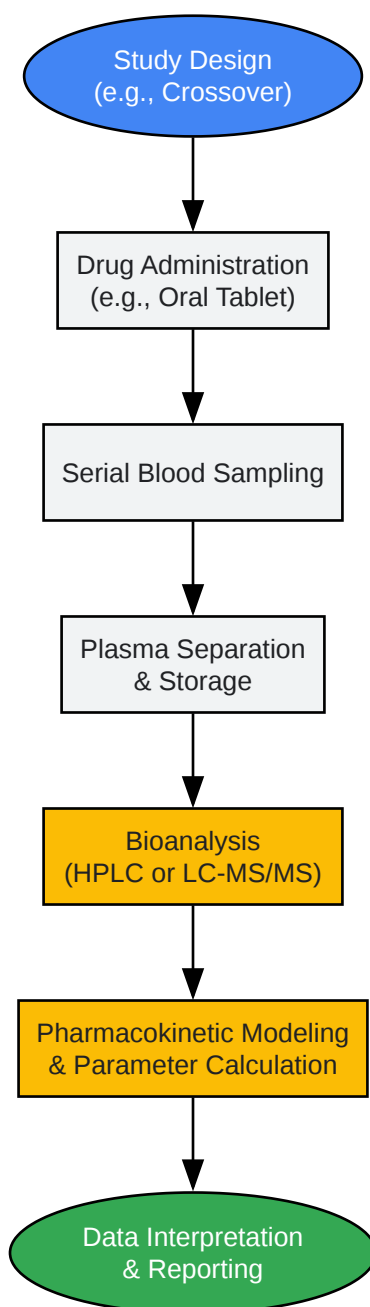 Study Design
(e.g., Crossover)
Drug Administration
(e.g., Oral Tablet)
Serial Blood Sampling
Plasma Separation
& Storage
Bioanalysis
(HPLC or LC-MS/MS)
Pharmacokinetic Modeling
& Parameter Calculation
Data Interpretation
& Reporting